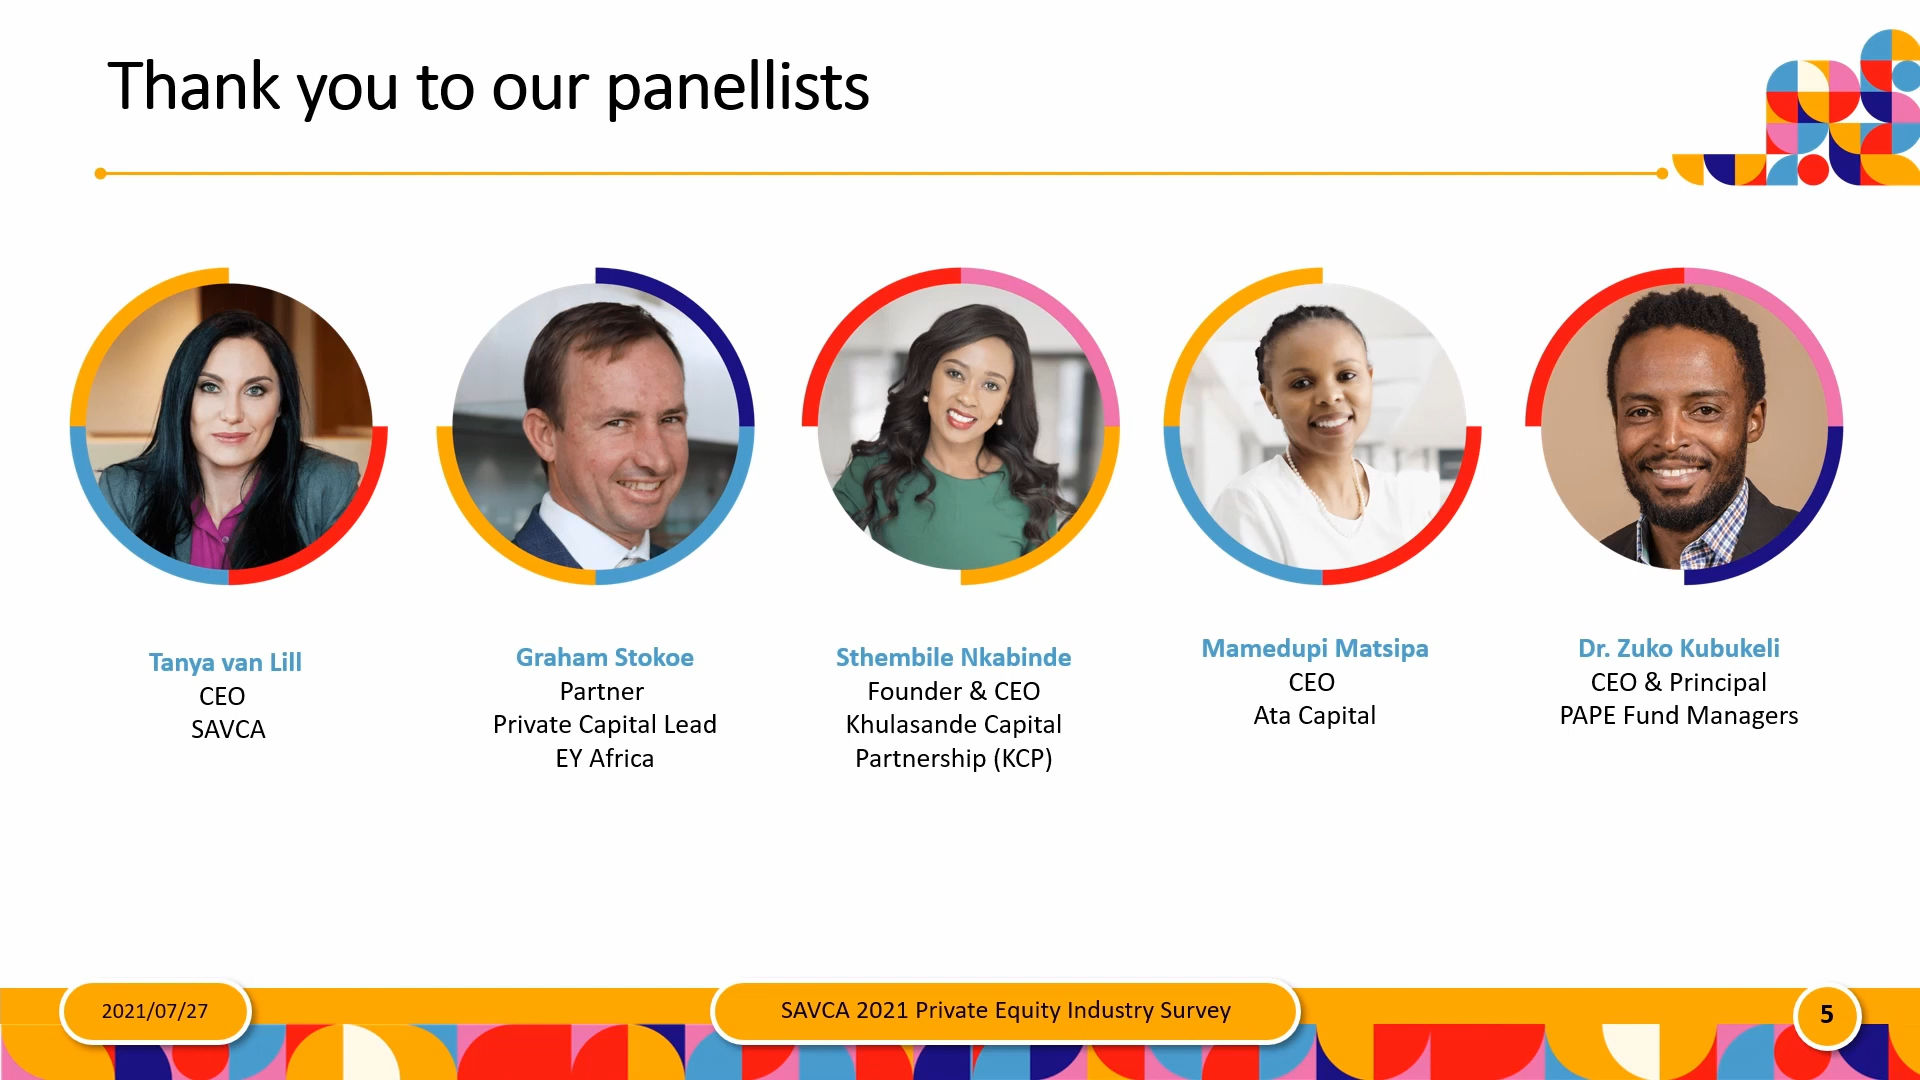 Thank you to our panellists
Tanya van Lill
CEO
SAVCA
Graham Stokoe
Partner
Private Capital Lead
EY Africa
Sthembile Nkabinde
Founder & CEO
Khulasande Capital
Partnership (KCP)
Mamedupi Matsipa
CEO
Ata Capital
Dr. Zuko Kubukeli
CEO & Principal
PAPE Fund Managers
2021/07/27
SAVCA 2021 Private Equity Industry Survey
5